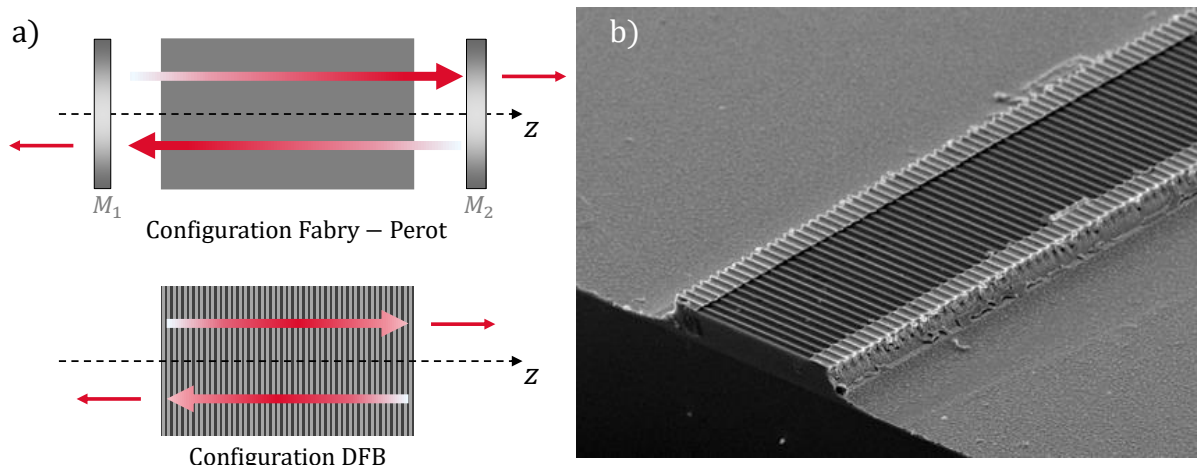 a)
z
M₁
M₂
Configuration Fabry – Perot
z
Configuration DFB
b)